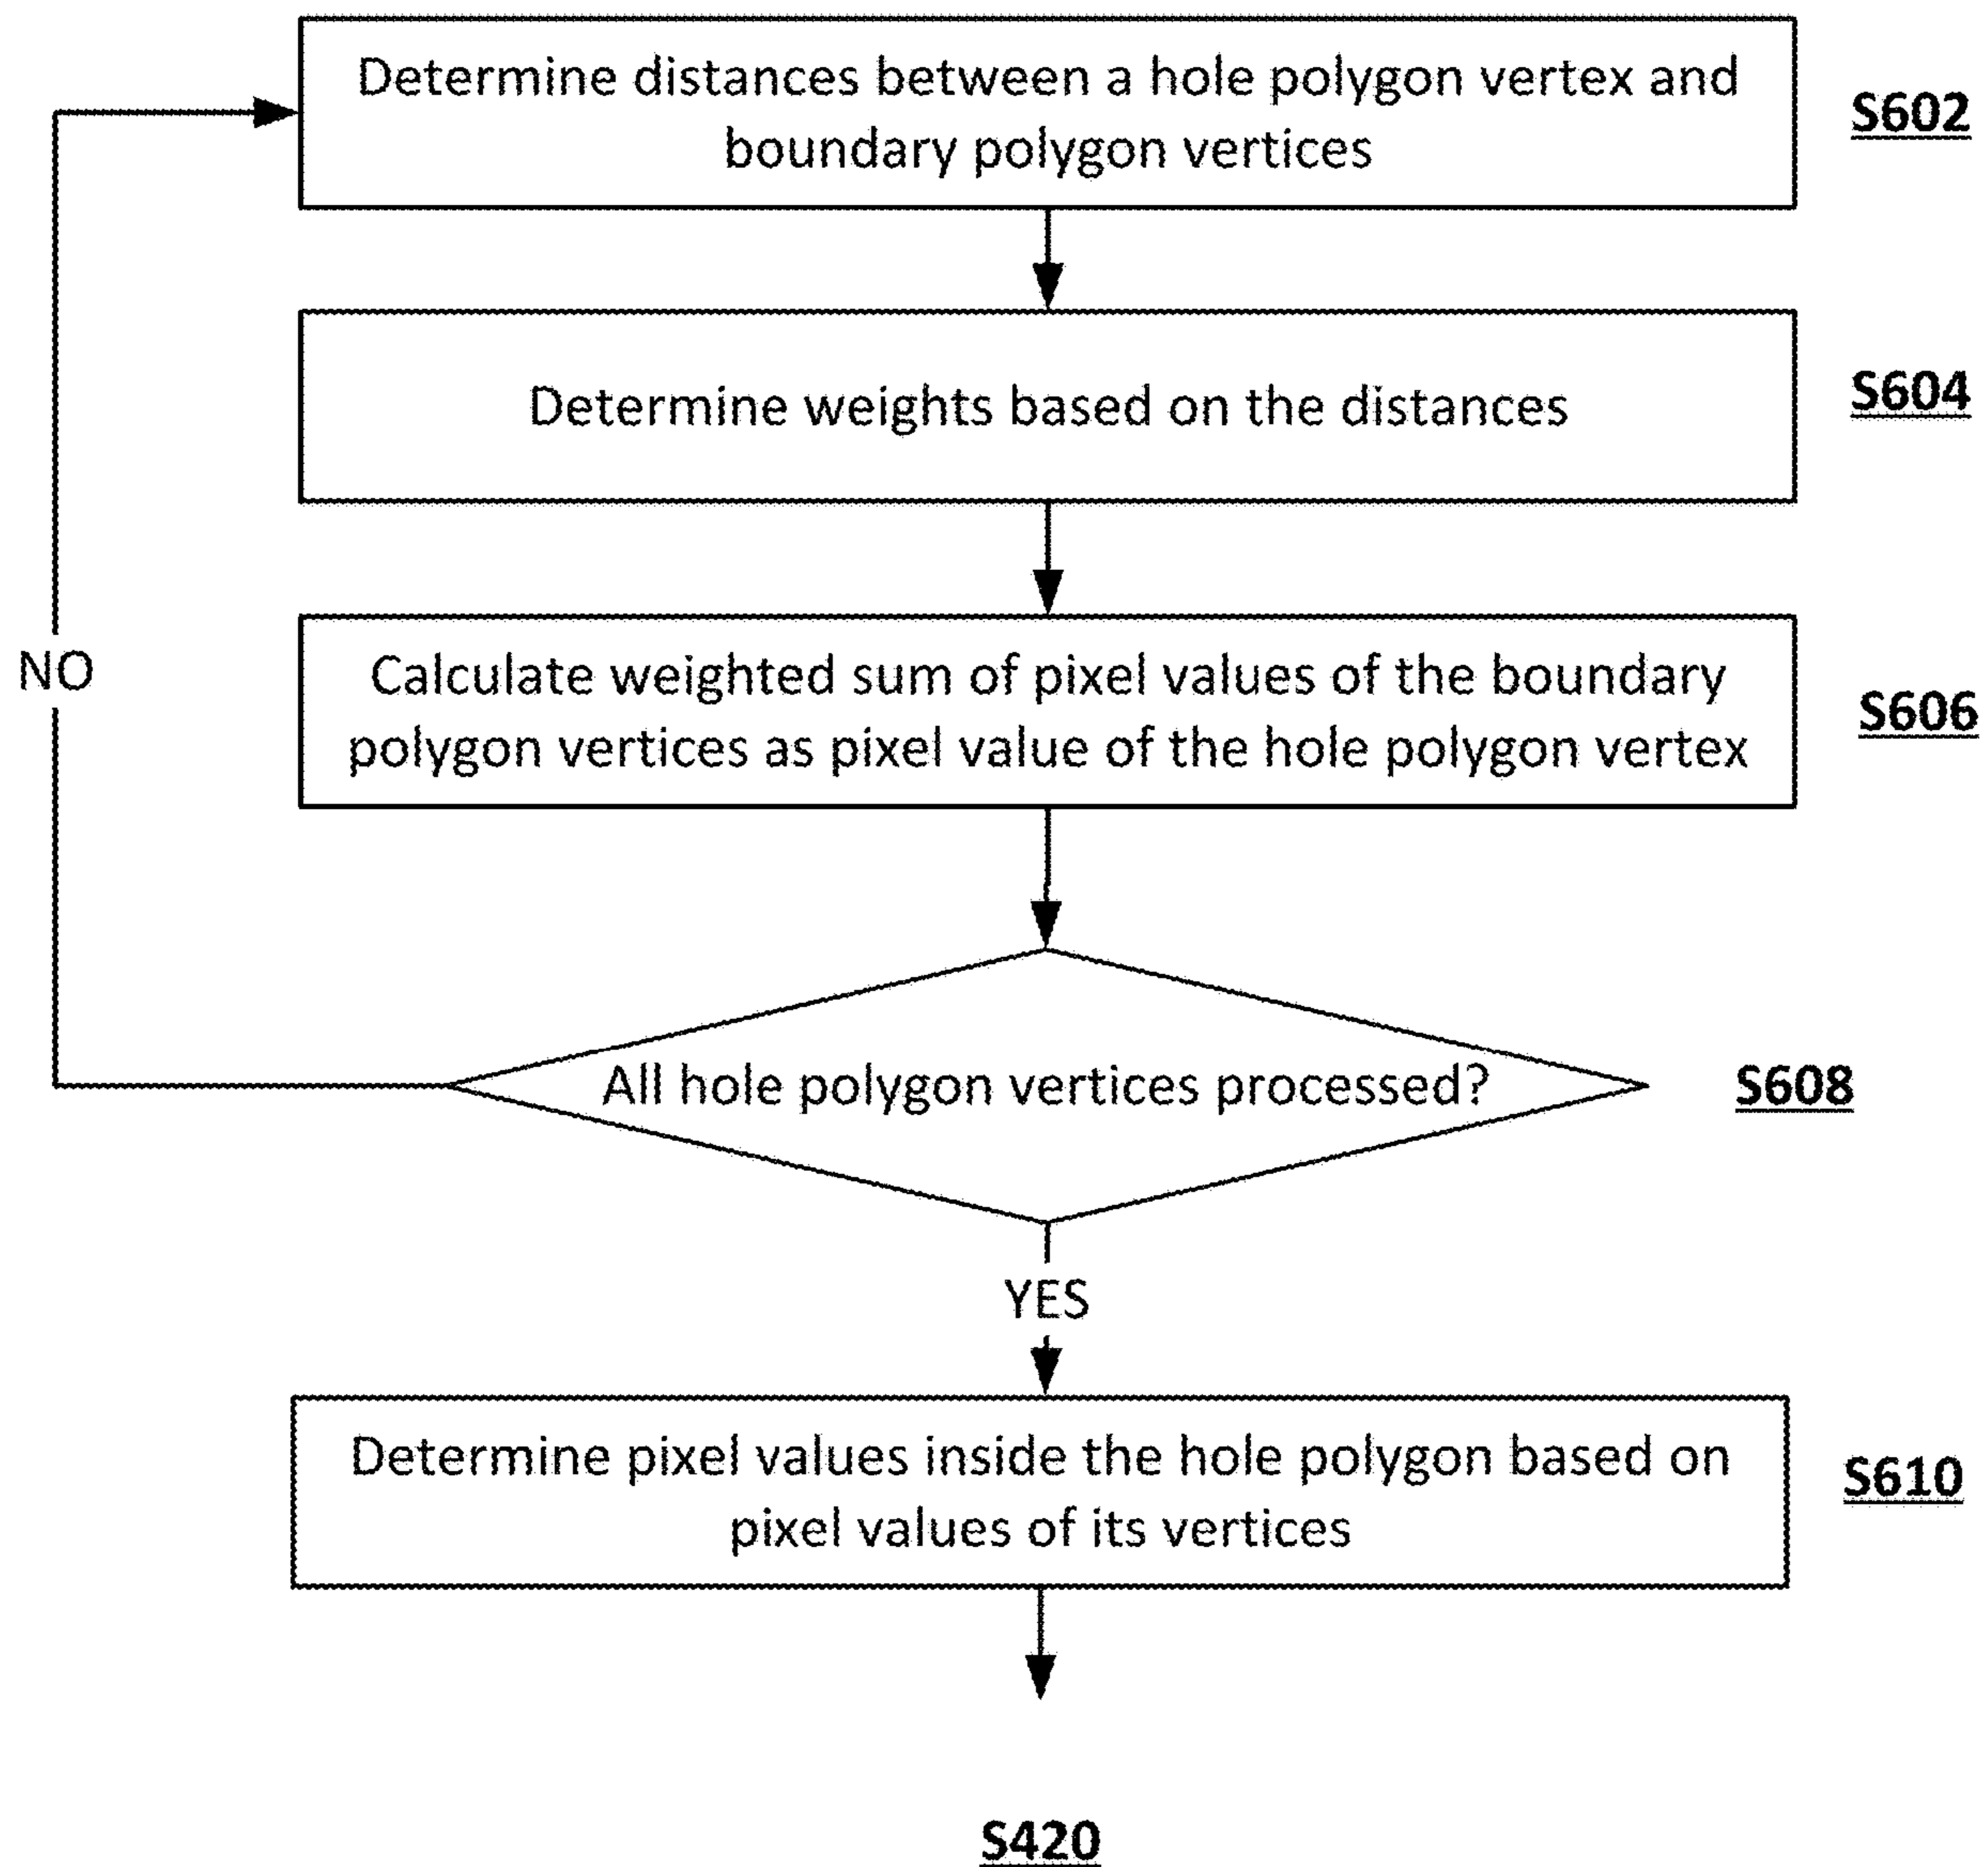 Determine distances between a hole polygon vertex and
boundary polygon vertices
S602
Determine weights based on the distances
S604
Calculate weighted sum of pixel values of the boundary
polygon vertices as pixel value of the hole polygon vertex
S606
NO
All hole polygon vertices processed?
S608
YES
Determine pixel values inside the hole polygon based on
pixel values of its vertices
S610
S420